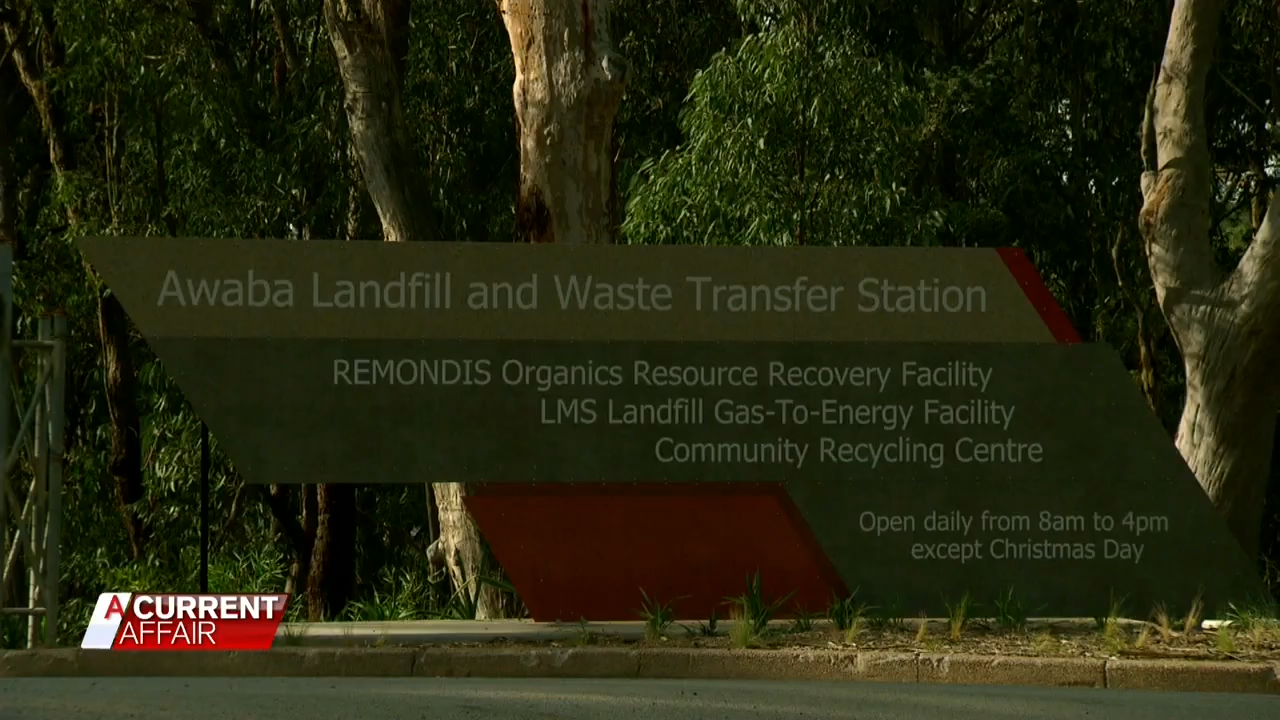 Awaba Landfill and Waste Transfer Station
REMONDIS Organics Resource Recovery Facility
LMS Landfill Gas-To-Energy Facility
Community Recycling Centre
Open daily from 8am to 4pm
except Christmas Day
A CURRENT
AFFAIR